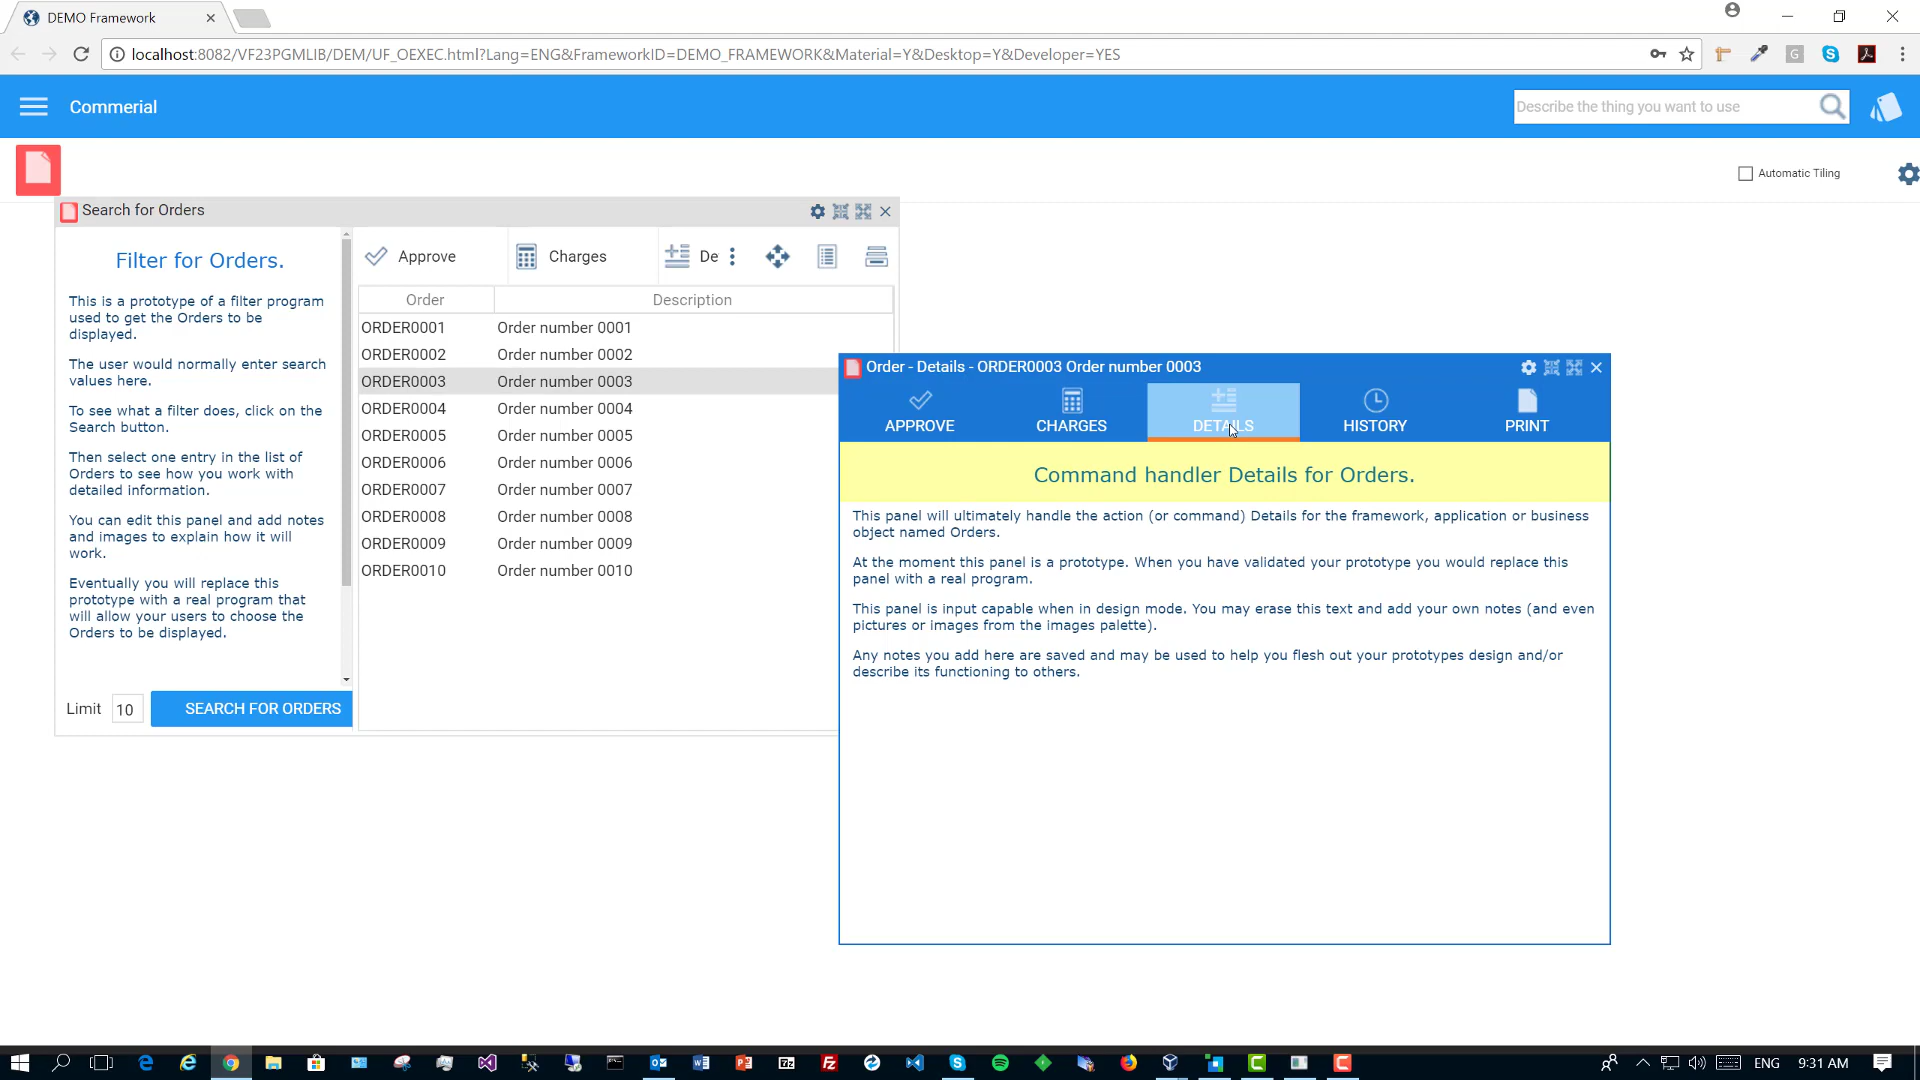 DEMO Framework
localhost:8082/VF23PGMLIB/DEM/UF_OEXEC.html?Lang=ENG&FrameworkID=DEMO_FRAMEWORK&Material=Y&Desktop=Y&Developer=YES
Commerial
Describe the thing you want to use
Automatic Tiling
Search for Orders
Filter for Orders.
This is a prototype of a filter program
used to get the Orders to be
displayed.
The user would normally enter search
values here.
To see what a filter does, click on the
Search button.
Then select one entry in the list of
Orders to see how you work with
detailed information.
You can edit this panel and add notes
and images to explain how it will
work.
Eventually you will replace this
prototype with a real program that
will allow your users to choose the
Orders to be displayed.
Limit 10 SEARCH FOR ORDERS
Approve Charges De
Order Description
ORDER0001 Order number 0001
ORDER0002 Order number 0002
ORDER0003 Order number 0003
ORDER0004 Order number 0004
ORDER0005 Order number 0005
ORDER0006 Order number 0006
ORDER0007 Order number 0007
ORDER0008 Order number 0008
ORDER0009 Order number 0009
ORDER0010 Order number 0010
Order - Details - ORDER0003 Order number 0003
APPROVE CHARGES DETAILS HISTORY PRINT
Command handler Details for Orders.
This panel will ultimately handle the action (or command) Details for the framework, application or business
object named Orders.
At the moment this panel is a prototype. When you have validated your prototype you would replace this
panel with a real program.
This panel is input capable when in design mode. You may erase this text and add your own notes (and even
pictures or images from the images palette).
Any notes you add here are saved and may be used to help you flesh out your prototypes design and/or
describe its functioning to others.
ENG 9:31 AM